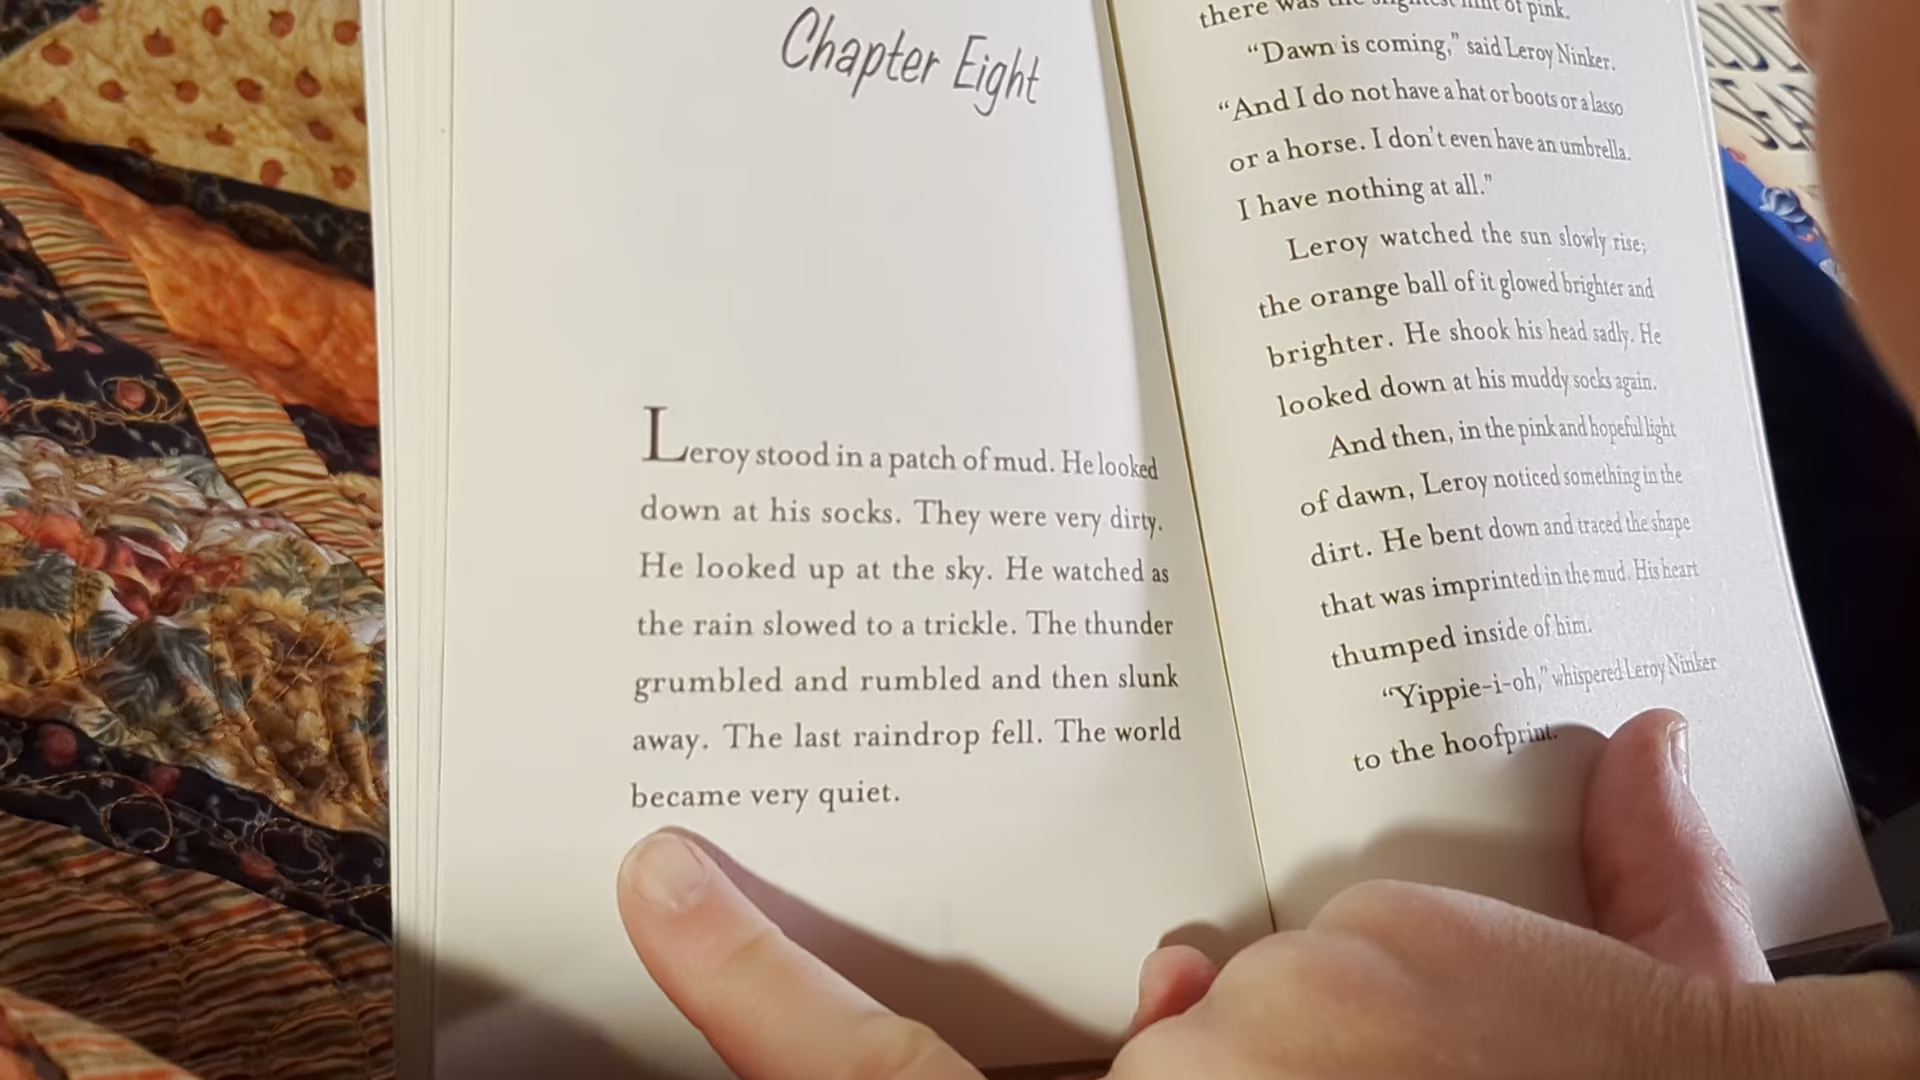 Chapter Eight
Leroy stood in a patch of mud. He looked
down at his socks. They were very dirty.
He looked up at the sky. He watched as
the rain slowed to a trickle. The thunder
grumbled and rumbled and then slunk
away. The last raindrop fell. The world
became very quiet.
there was the slightest hint of pink.
“Dawn is coming,” said Leroy Ninker.
“And I do not have a hat or boots or a lasso
or a horse. I don't even have an umbrella.
I have nothing at all.”
Leroy watched the sun slowly rise;
the orange ball of it glowed brighter and
brighter. He shook his head sadly. He
looked down at his muddy socks again.
And then, in the pink and hopeful light
of dawn, Leroy noticed something in the
dirt. He bent down and traced the shape
that was imprinted in the mud. His heart
thumped inside of him.
“Yippie-i-oh,” whispered Leroy Ninker
to the hoofprint.